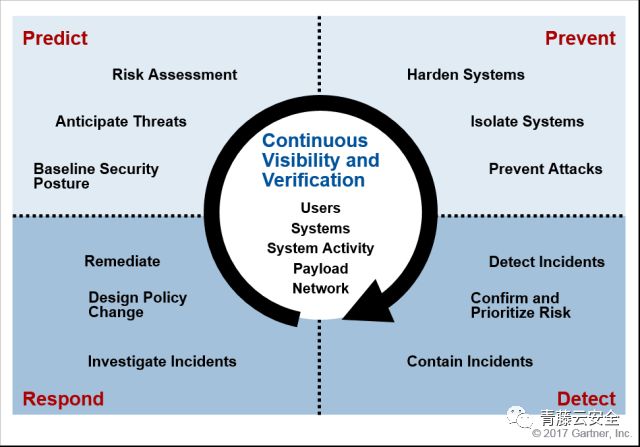 Predict
Prevent
Risk Assessment
Harden Systems
Anticipate Threats
Isolate Systems
Baseline Security
Posture
Prevent Attacks
Continuous
Visibility and
Verification
Users
Systems
System Activity
Payload
Network
Remediate
Detect Incidents
Design Policy
Change
Confirm and
Prioritize Risk
Investigate Incidents
Contain Incidents
Respond
Detect
青藤云安全
© 2017 Gartner, Inc.